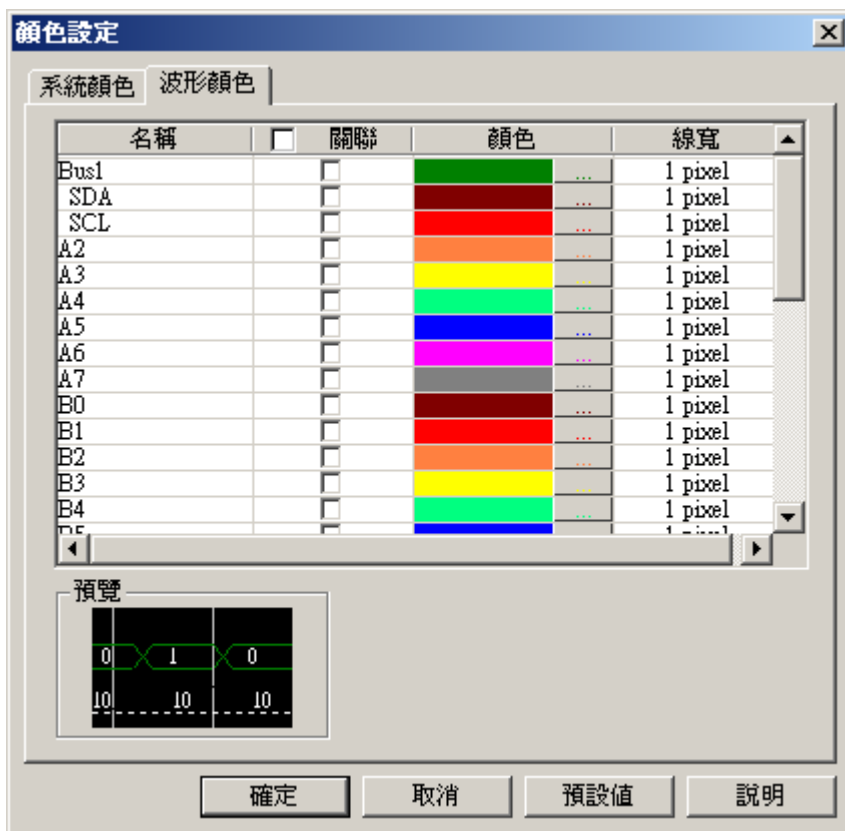 顏色設定
系統顏色 波形顏色
名稱 關聯 顏色 線寬
Bus1 ... 1 pixel
SDA ... 1 pixel
SCL ... 1 pixel
A2 ... 1 pixel
A3 ... 1 pixel
A4 ... 1 pixel
A5 ... 1 pixel
A6 ... 1 pixel
A7 ... 1 pixel
B0 ... 1 pixel
B1 ... 1 pixel
B2 ... 1 pixel
B3 ... 1 pixel
B4 ... 1 pixel
B5 1 pixel
預覽
0 1 0
10 10 10
確定 取消 預設值 說明